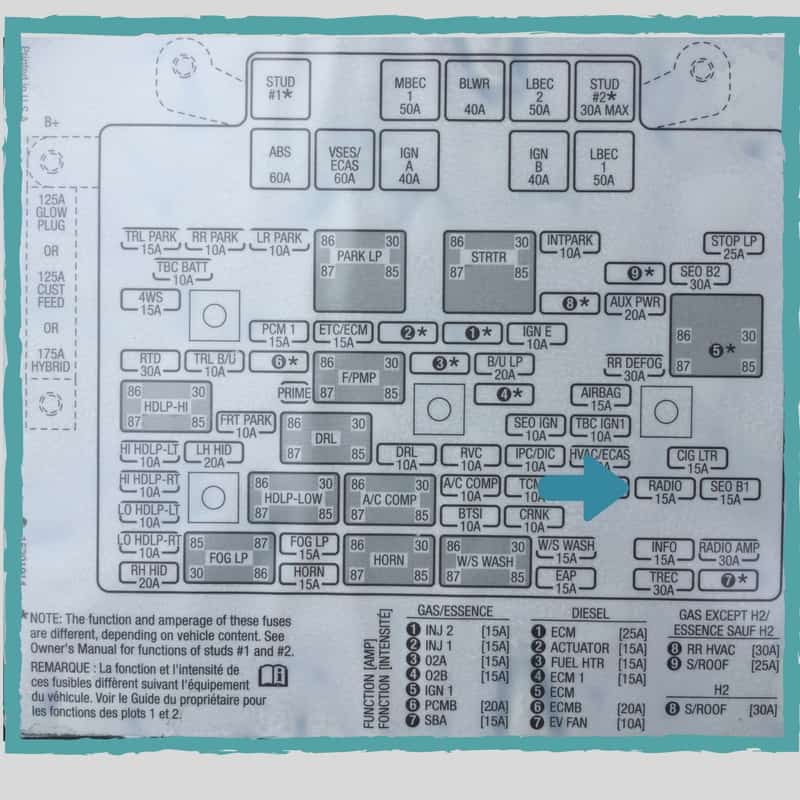 Printed in U.S.A.
STUD
#1*
MBEC
1
50A
BLWR
40A
LBEC
2
50A
STUD
#2*
30A MAX
B+
ABS
60A
VSES/
ECAS
60A
IGN
A
40A
IGN
B
40A
LBEC
1
50A
125A
GLOW
PLUG
OR
125A
CUST
FEED
OR
175A
HYBRID
TRL PARK
15A
RR PARK
10A
LR PARK
10A
86 30
PARK LP
87 85
86 30
STRTR
87 85
INTPARK
10A
STOP LP
25A
TBC BATT
10A
9*
SEO B2
30A
4WS
15A
8*
AUX PWR
20A
86 30
5*
87 85
PCM 1
15A
ETC/ECM
15A
2*
1*
IGN E
10A
RTD
30A
TRL B/U
10A
6*
86 30
F/PMP
87 85
3*
B/U LP
20A
RR DEFOG
30A
86 30
HDLP-HI
87 85
PRIME
4*
AIRBAG
15A
FRT PARK
10A
86 30
DRL
87 85
SEO IGN
10A
TBC IGN1
10A
HI HDLP-LT
10A
LH HID
20A
DRL
10A
RVC
10A
IPC/DIC
10A
HVAC/ECAS
CIG LTR
15A
HI HDLP-RT
10A
86 30
HDLP-LOW
87 85
86 30
A/C COMP
87 85
A/C COMP
10A
10A
RADIO
15A
SEO B1
15A
LO HDLP-LT
10A
BTSI
10A
CRNK
10A
LO HDLP-RT
10A
85 87
FOG LP
30 86
FOG LP
15A
86 30
HORN
87 85
86 30
W/S WASH
87 85
W/S WASH
15A
INFO
15A
RADIO AMP
30A
RH HID
20A
HORN
15A
EAP
15A
TREC
30A
7*
*NOTE: The function and amperage of these fuses
are different, depending on vehicle content. See
Owner's Manual for functions of studs #1 and #2.
REMARQUE : La fonction et l'intensité de
ces fusibles diffèrent suivant l'équipement
du véhicule. Voir le Guide du propriétaire pour
les fonctions des plots 1 et 2.
FUNCTION [AMP]
FONCTION [INTENSITÉ]
GAS/ESSENCE
1 INJ 2 [15A]
2 INJ 1 [15A]
3 O2A [15A]
4 O2B [15A]
5 IGN 1
6 PCMB [20A]
7 SBA [15A]
DIESEL
1 ECM [25A]
2 ACTUATOR [15A]
3 FUEL HTR [15A]
4 ECM 1 [15A]
5 ECM
6 ECMB [20A]
7 EV FAN [10A]
GAS EXCEPT H2/
ESSENCE SAUF H2
8 RR HVAC [30A]
9 S/ROOF [25A]
H2
8 S/ROOF [30A]